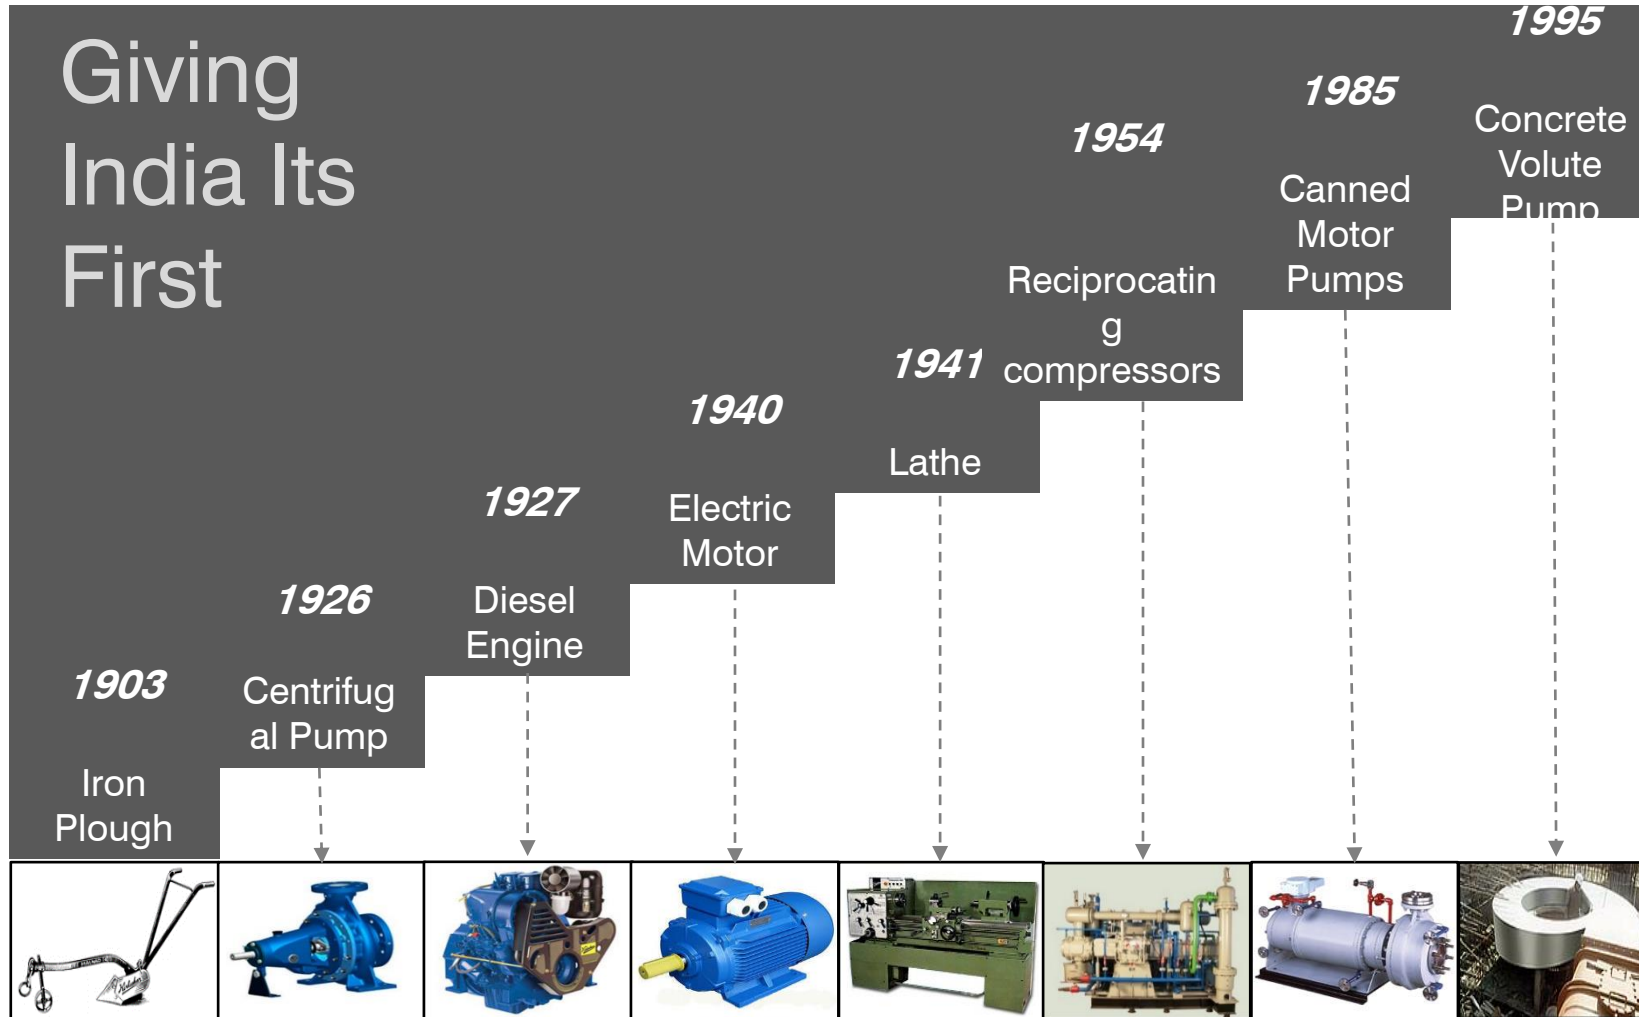 Giving
India Its
First
1903
Iron
Plough
1926
Centrifug
al Pump
1927
Diesel
Engine
1940
Electric
Motor
1941
Lathe
1954
Reciprocatin
g
compressors
1985
Canned
Motor
Pumps
1995
Concrete
Volute
Pump